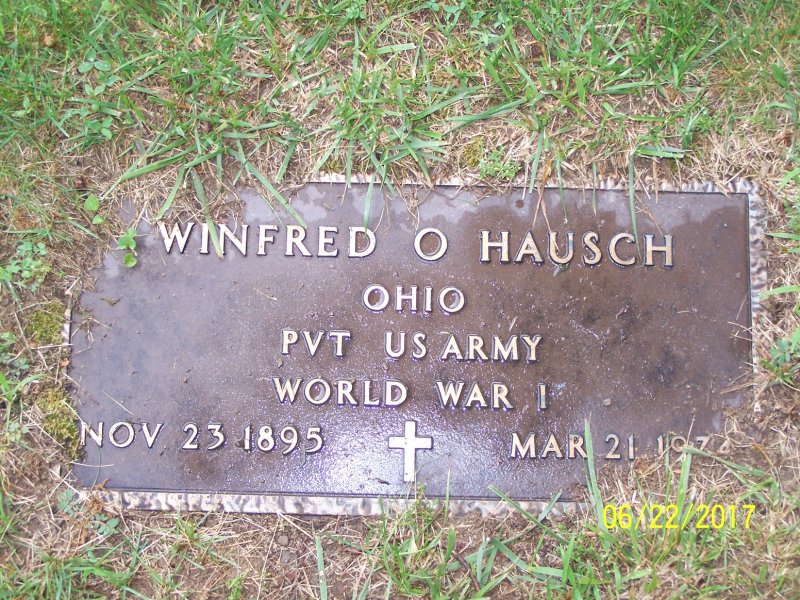 WINFRED O HAUSCH
OHIO
PVT US ARMY
WORLD WAR I
NOV 23 1895 MAR 21
06/22/2017